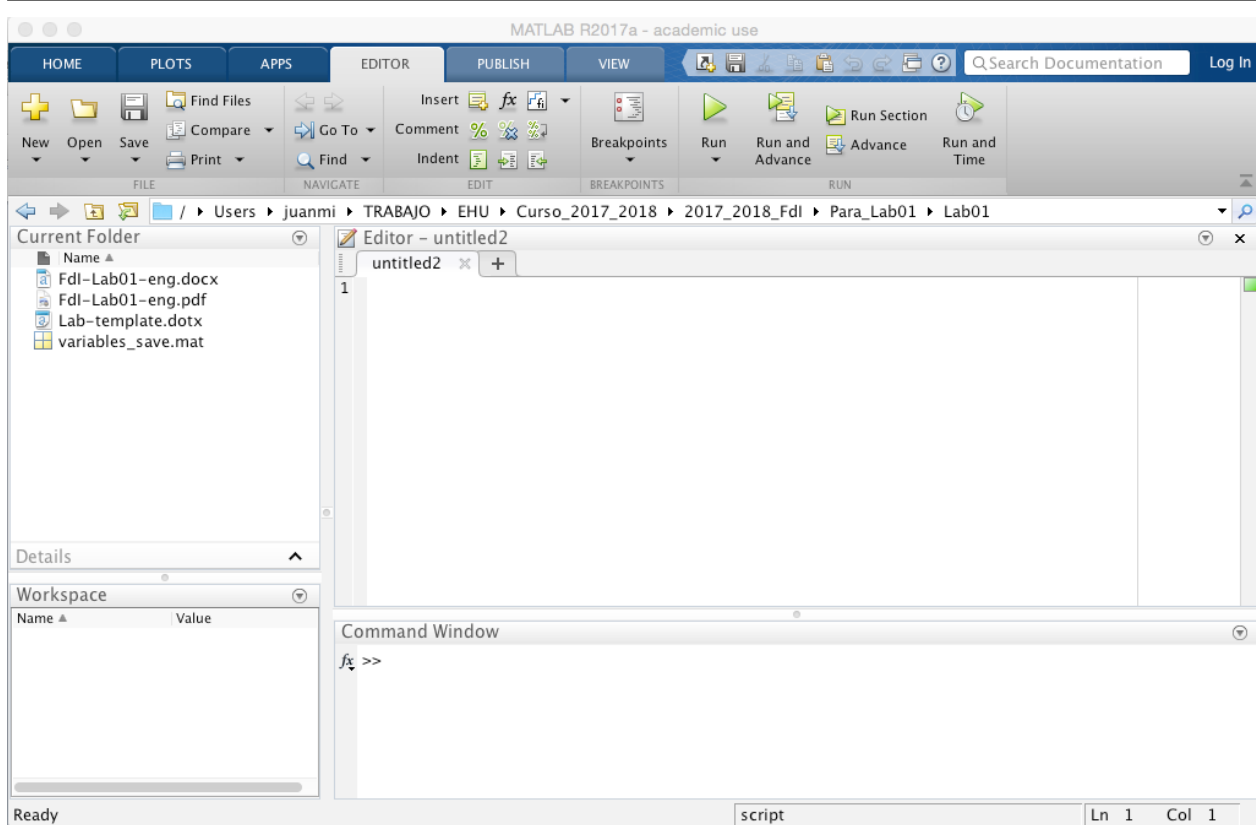 MATLAB R2017a - academic use
HOME PLOTS APPS EDITOR PUBLISH VIEW Search Documentation Log In
New Open Save Find Files Compare Print
FILE
Go To Find
NAVIGATE
Insert fx fi
Comment % %
Indent
EDIT
Breakpoints
BREAKPOINTS
Run Run and Advance Run Section Advance Run and Time
RUN
/ Users juanmi TRABAJO EHU Curso_2017_2018 2017_2018_FdI Para_Lab01 Lab01
Current Folder
Name
FdI-Lab01-eng.docx
FdI-Lab01-eng.pdf
Lab-template.dotx
variables_save.mat
Details
Workspace
Name Value
Editor - untitled2
untitled2 × +
1
Command Window
fx >>
Ready script Ln 1 Col 1